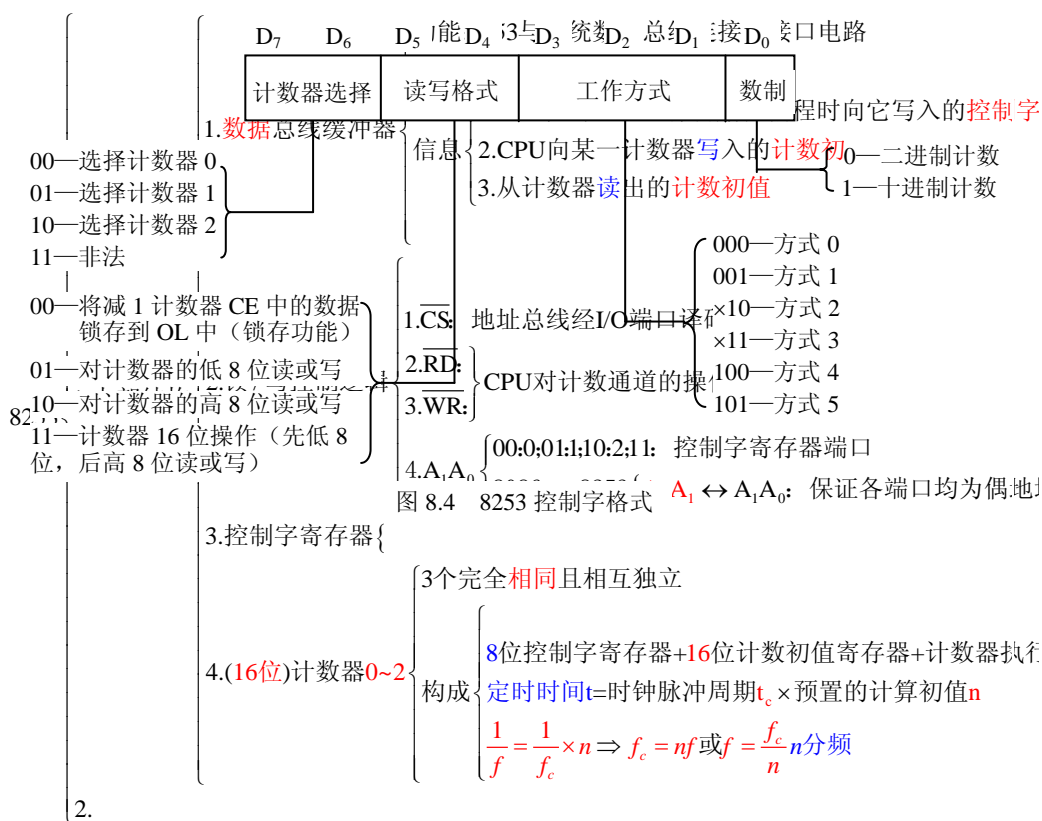 D7 D6 D5 D4 D3 D2 D1 D0
接口电路
计数器选择 读写格式 工作方式 数制
程时向它写入的控制字
1.数据总线缓冲器
信息
2.CPU向某一计数器写入的计数初
3.从计数器读出的计数初值
0—二进制计数
1—十进制计数
00—选择计数器 0
01—选择计数器 1
10—选择计数器 2
11—非法
000—方式 0
001—方式 1
×10—方式 2
×11—方式 3
100—方式 4
101—方式 5
00—将减 1 计数器 CE 中的数据
锁存到 OL 中（锁存功能）
01—对计数器的低 8 位读或写
10—对计数器的高 8 位读或写
11—计数器 16 位操作（先低 8
位，后高 8 位读或写）
1.CS： 地址总线经I/O端口译
2.RD：
3.WR：
CPU对计数通道的操
4.A1A0
00:0;01:1;10:2;11：控制字寄存器端口
A1↔A1A0：保证各端口均为偶地
图 8.4 8253 控制字格式
3.控制字寄存器{
4.(16位)计数器0~2
3个完全相同且相互独立
构成
8位控制字寄存器+16位计数初值寄存器+计数器执行
定时时间t=时钟脉冲周期tc×预置的计算初值n
1/f = 1/fc × n ⇒ fc = nf或f = fc/n n分频
2.